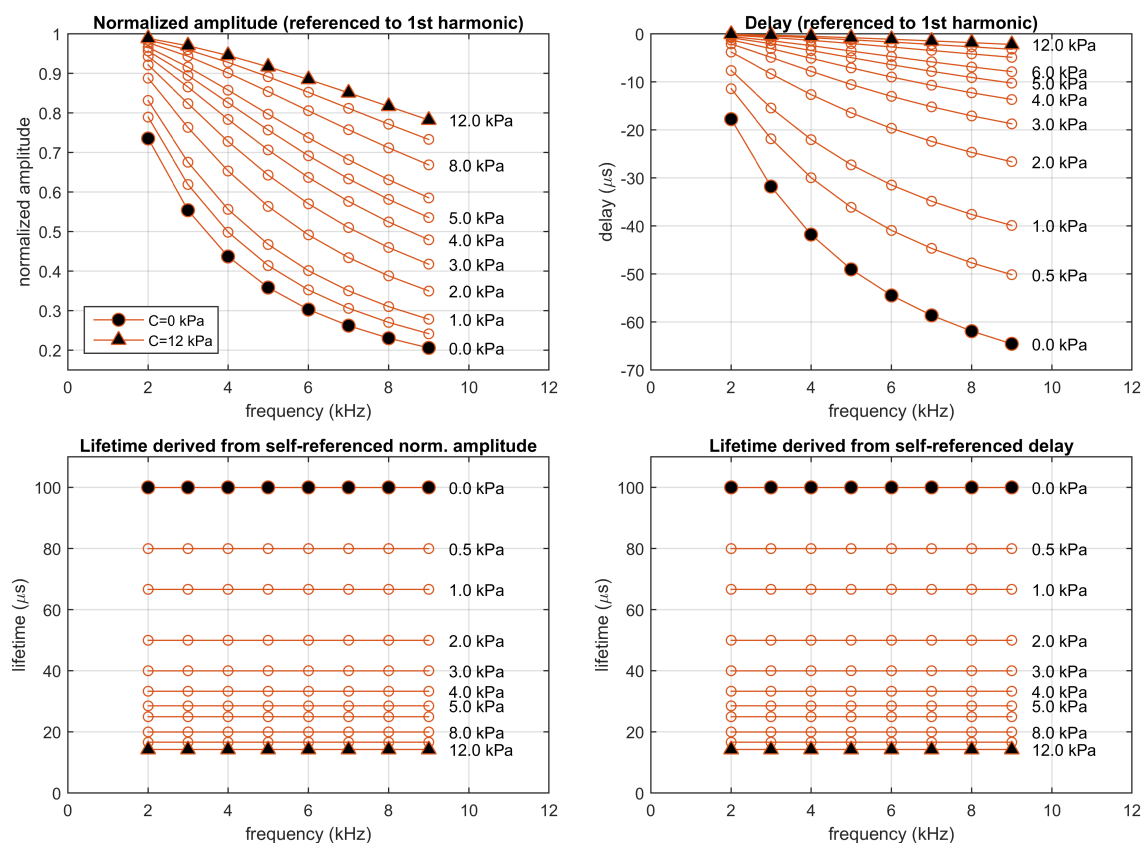 Normalized amplitude (referenced to 1st harmonic)
1
0.9
0.8
0.7
0.6
0.5
0.4
0.3
0.2
normalized amplitude
12.0 kPa
8.0 kPa
5.0 kPa
4.0 kPa
3.0 kPa
2.0 kPa
1.0 kPa
0.0 kPa
C=0 kPa
C=12 kPa
0 2 4 6 8 10 12
frequency (kHz)
Delay (referenced to 1st harmonic)
0
-10
-20
-30
-40
-50
-60
-70
delay (μs)
12.0 kPa
6.0 kPa
5.0 kPa
4.0 kPa
3.0 kPa
2.0 kPa
1.0 kPa
0.5 kPa
0.0 kPa
0 2 4 6 8 10 12
frequency (kHz)
Lifetime derived from self-referenced norm. amplitude
100
80
60
40
20
0
lifetime (μs)
0.0 kPa
0.5 kPa
1.0 kPa
2.0 kPa
3.0 kPa
4.0 kPa
5.0 kPa
8.0 kPa
12.0 kPa
0 2 4 6 8 10 12
frequency (kHz)
Lifetime derived from self-referenced delay
100
80
60
40
20
0
lifetime (μs)
0.0 kPa
0.5 kPa
1.0 kPa
2.0 kPa
3.0 kPa
4.0 kPa
5.0 kPa
8.0 kPa
12.0 kPa
0 2 4 6 8 10 12
frequency (kHz)